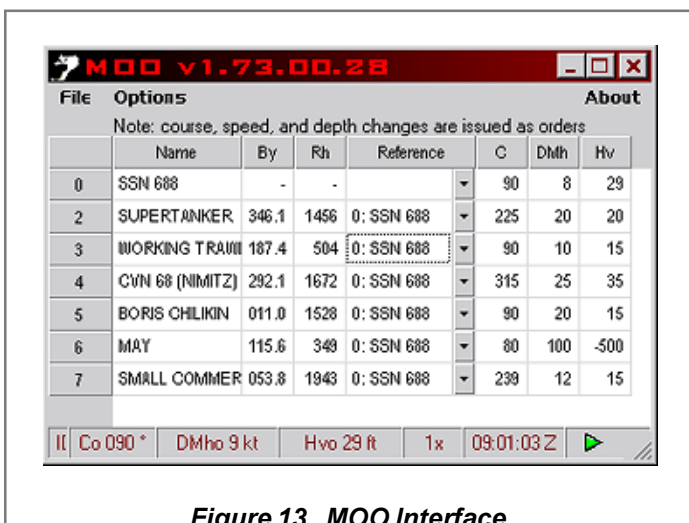 MOO v1.73.00.28
File Options About
Note: course, speed, and depth changes are issued as orders
Name By Rh Reference C DMh Hv
0 SSN 688 - - 90 8 29
2 SUPERTANKER 346.1 1456 0: SSN 688 225 20 20
3 WORKING TRAWI 187.4 504 0: SSN 688 90 10 15
4 CVN 68 (NIMITZ) 292.1 1672 0: SSN 688 315 25 35
5 BORIS CHILIKIN 011.0 1528 0: SSN 688 90 20 15
6 MAY 115.6 349 0: SSN 688 80 100 -500
7 SMALL COMMER 053.8 1943 0: SSN 688 239 12 15
Co 090 ° DMho 9 kt Hvo 29 ft 1x 09:01:03 Z
Figure 13. MOO Interface